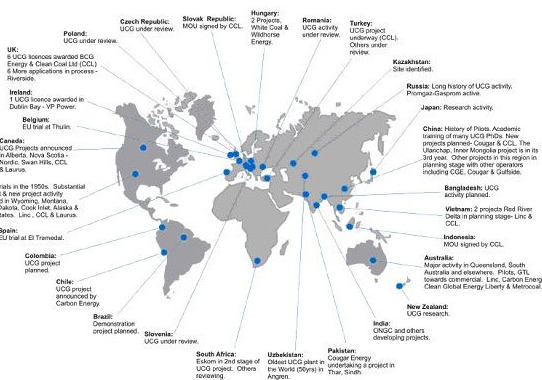 Czech Republic:
UCG under review.
Slovak Republic:
MOU signed by CCL.
Hungary:
2 Projects,
White Coal &
Wildhorse
Energy.
Romania:
UCG activity
under review.
Turkey:
UCG project
underway (CCL).
Others under
review.
Poland:
UCG under review.
UK:
6 UCG licences awarded BCG
Energy & Clean Coal Ltd (CCL)
6 More applications in process -
Riverside.
Ireland:
1 UCG licence awarded in
Dublin Bay - VP Power.
Belgium:
EU trial at Thulin.
Canada:
UCG Projects announced
in Alberta, Nova Scotia -
Nordic, Swan Hills, CCL
& Laurus.
rials in the 1950s. Substantial
t & new project activity
d in Wyoming, Montana,
Dakota, Cook Inlet, Alaska &
tates. Linc, CCL & Laurus.
Spain:
EU trial at El Tremedal.
Colombia:
UCG project
planned.
Chile:
UCG project
announced by
Carbon Energy.
Brazil:
Demonstration
project planned.
Slovenia:
UCG under review.
South Africa:
Eskom in 2nd stage of
UCG project. Others
reviewing.
Uzbekistan:
Oldest UCG plant in
the World (50yrs) in
Angren.
Pakistan:
Cougar Energy
undertaking a project in
Thar, Sindh.
India:
ONGC and others
developing projects.
New Zealand:
UCG research.
Australia:
Major activity in Queensland, South
Australia and elsewhere. Pilots, GTL
towards commercial. Linc, Carbon Energ
Clean Global Energy Liberty & Metrocoal.
Indonesia:
MOU signed by CCL.
Vietnam: 2 projects Red River
Delta in planning stage- Linc &
CCL.
Bangladesh: UCG
activity planned.
China: History of Pilots. Academic
training of many UCG PhDs. New
projects planned- Cougar & CCL. The
Ulanchap, Inner Mongolia project is in its
3rd year. Other projects in this region in
planning stage with other operators
including CGE, Cougar & Gulfside.
Japan: Research activity.
Russia: Long history of UCG activity.
Promgaz-Gasprom active.
Kazakhstan:
Site identified.